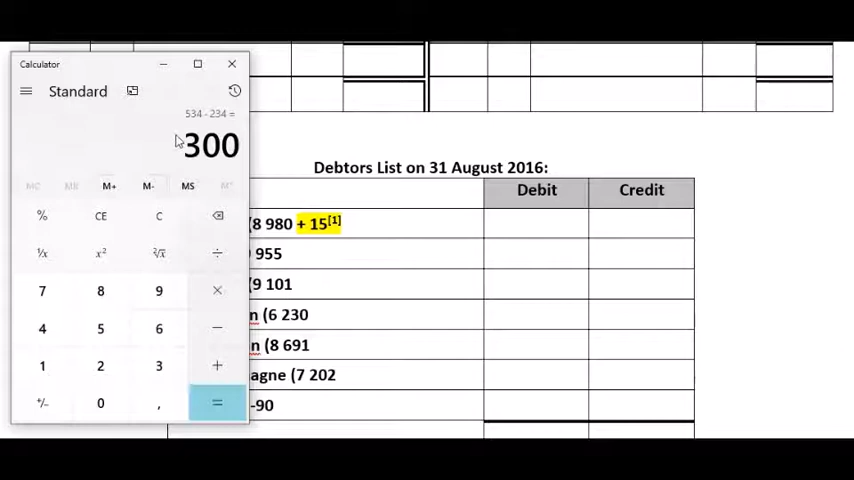 Calculator
Standard
534 - 234 =
300
MC MR M+ M- MS M˅
% CE C
¹/x x² ²√x ÷
7 8 9 ×
4 5 6 −
1 2 3 +
+/- 0 , =
Debtors List on 31 August 2016:
Debit Credit
(8 980 + 15[1]
955
(9 101
n (6 230
n (8 691
agne (7 202
-90